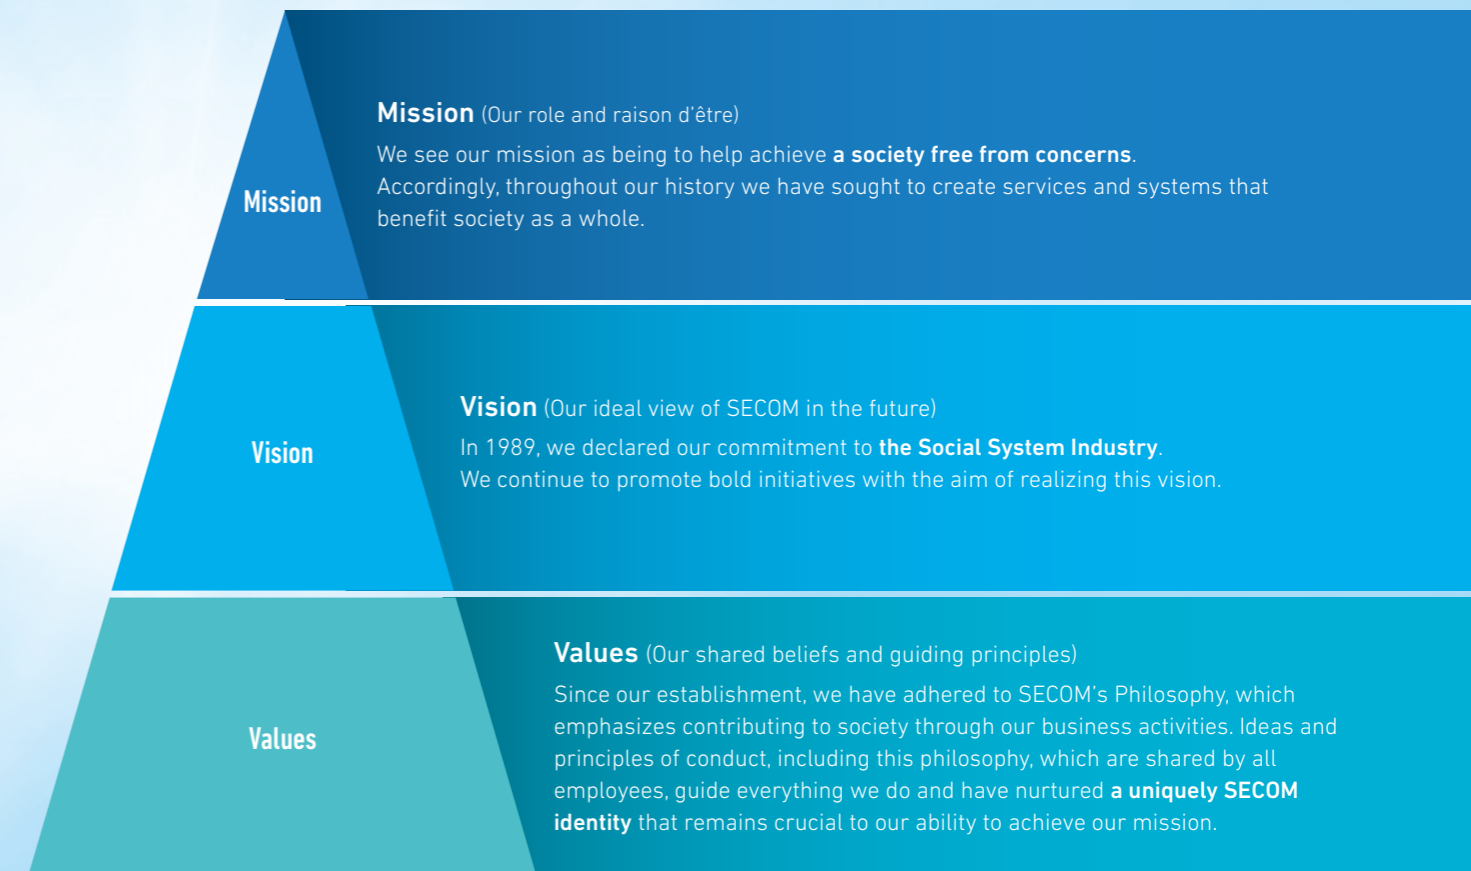 Mission
Mission (Our role and raison d'être)
We see our mission as being to help achieve a society free from concerns.
Accordingly, throughout our history we have sought to create services and systems that
benefit society as a whole.
Vision
Vision (Our ideal view of SECOM in the future)
In 1989, we declared our commitment to the Social System Industry.
We continue to promote bold initiatives with the aim of realizing this vision.
Values
Values (Our shared beliefs and guiding principles)
Since our establishment, we have adhered to SECOM's Philosophy, which
emphasizes contributing to society through our business activities. Ideas and
principles of conduct, including this philosophy, which are shared by all
employees, guide everything we do and have nurtured a uniquely SECOM
identity that remains crucial to our ability to achieve our mission.